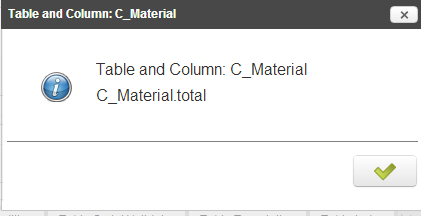 Table and Column: C_Material
Table and Column: C_Material
C_Material.total